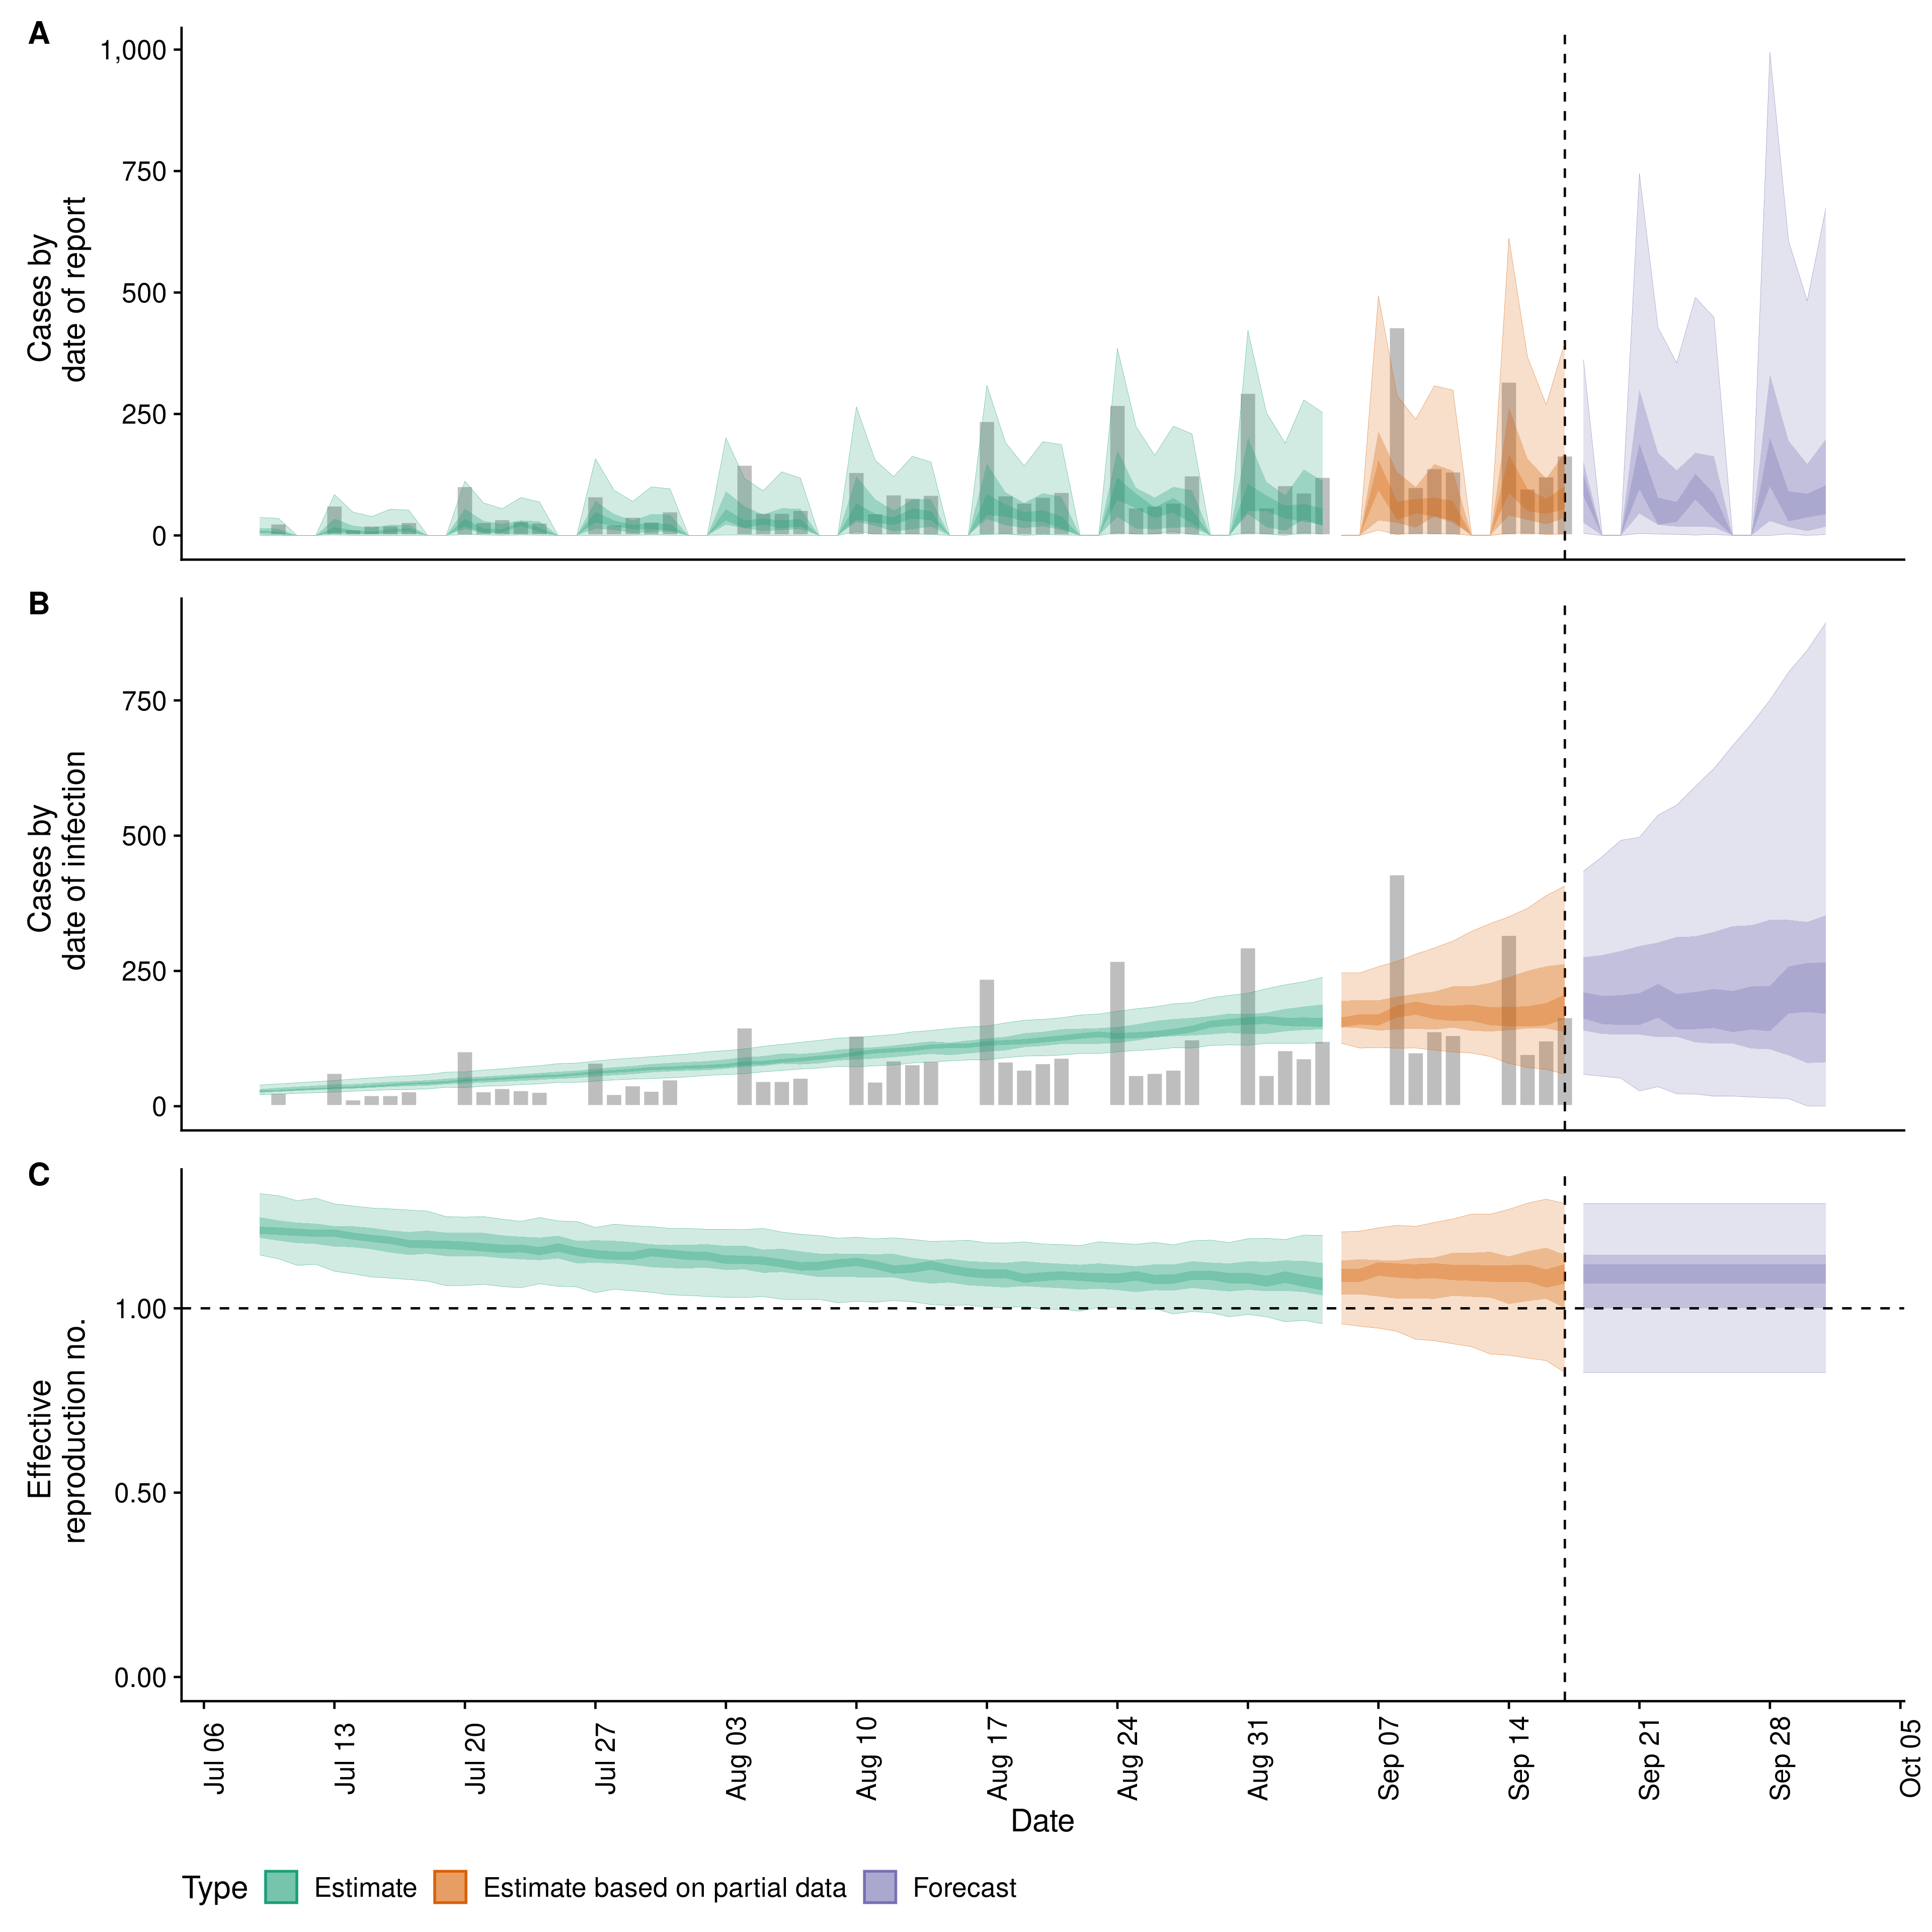 A
Cases by
date of report
1,000
750
500
250
0
B
Cases by
date of infection
750
500
250
0
C
Effective
reproduction no.
1.00
0.50
0.00
Jul 06
Jul 13
Jul 20
Jul 27
Aug 03
Aug 10
Aug 17
Aug 24
Aug 31
Sep 07
Sep 14
Sep 21
Sep 28
Oct 05
Date
Type Estimate Estimate based on partial data Forecast